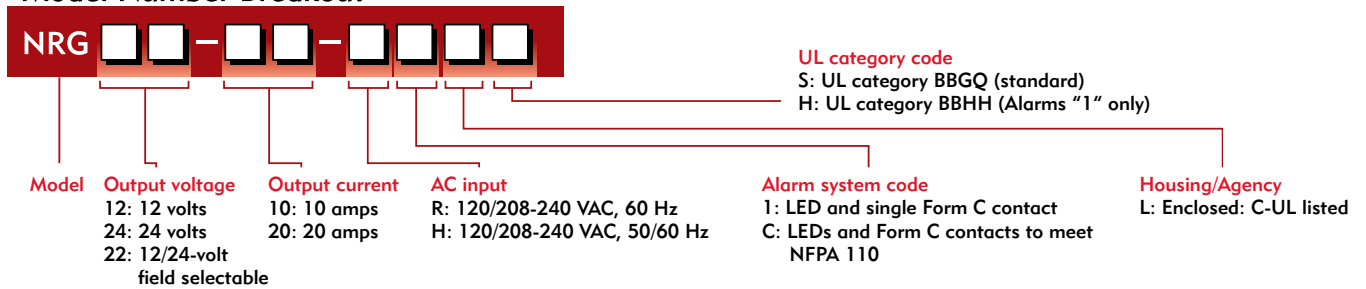 NRG – –
UL category code
S: UL category BBGQ (standard)
H: UL category BBHH (Alarms "1" only)
Model
Output voltage
12: 12 volts
24: 24 volts
22: 12/24-volt
field selectable
Output current
10: 10 amps
20: 20 amps
AC input
R: 120/208-240 VAC, 60 Hz
H: 120/208-240 VAC, 50/60 Hz
Alarm system code
1: LED and single Form C contact
C: LEDs and Form C contacts to meet
NFPA 110
Housing/Agency
L: Enclosed: C-UL listed